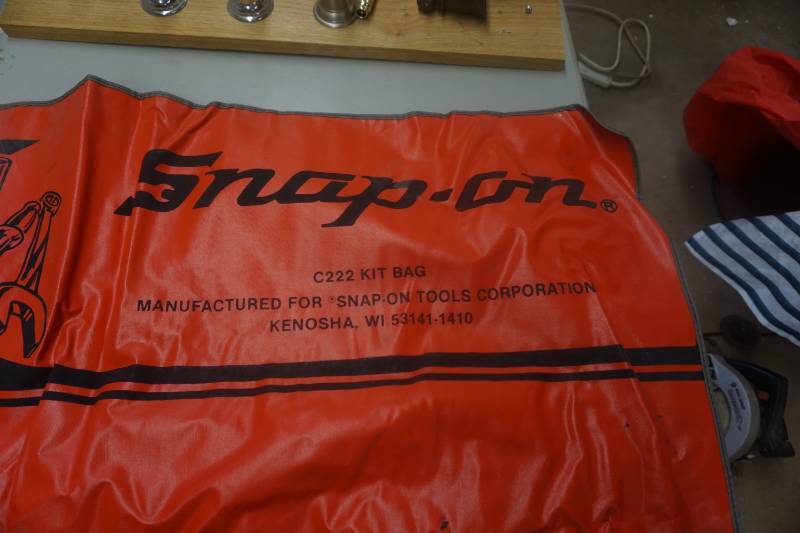 Snap-on®
C222 KIT BAG
MANUFACTURED FOR ®SNAP-ON TOOLS CORPORATION
KENOSHA, WI 53141-1410